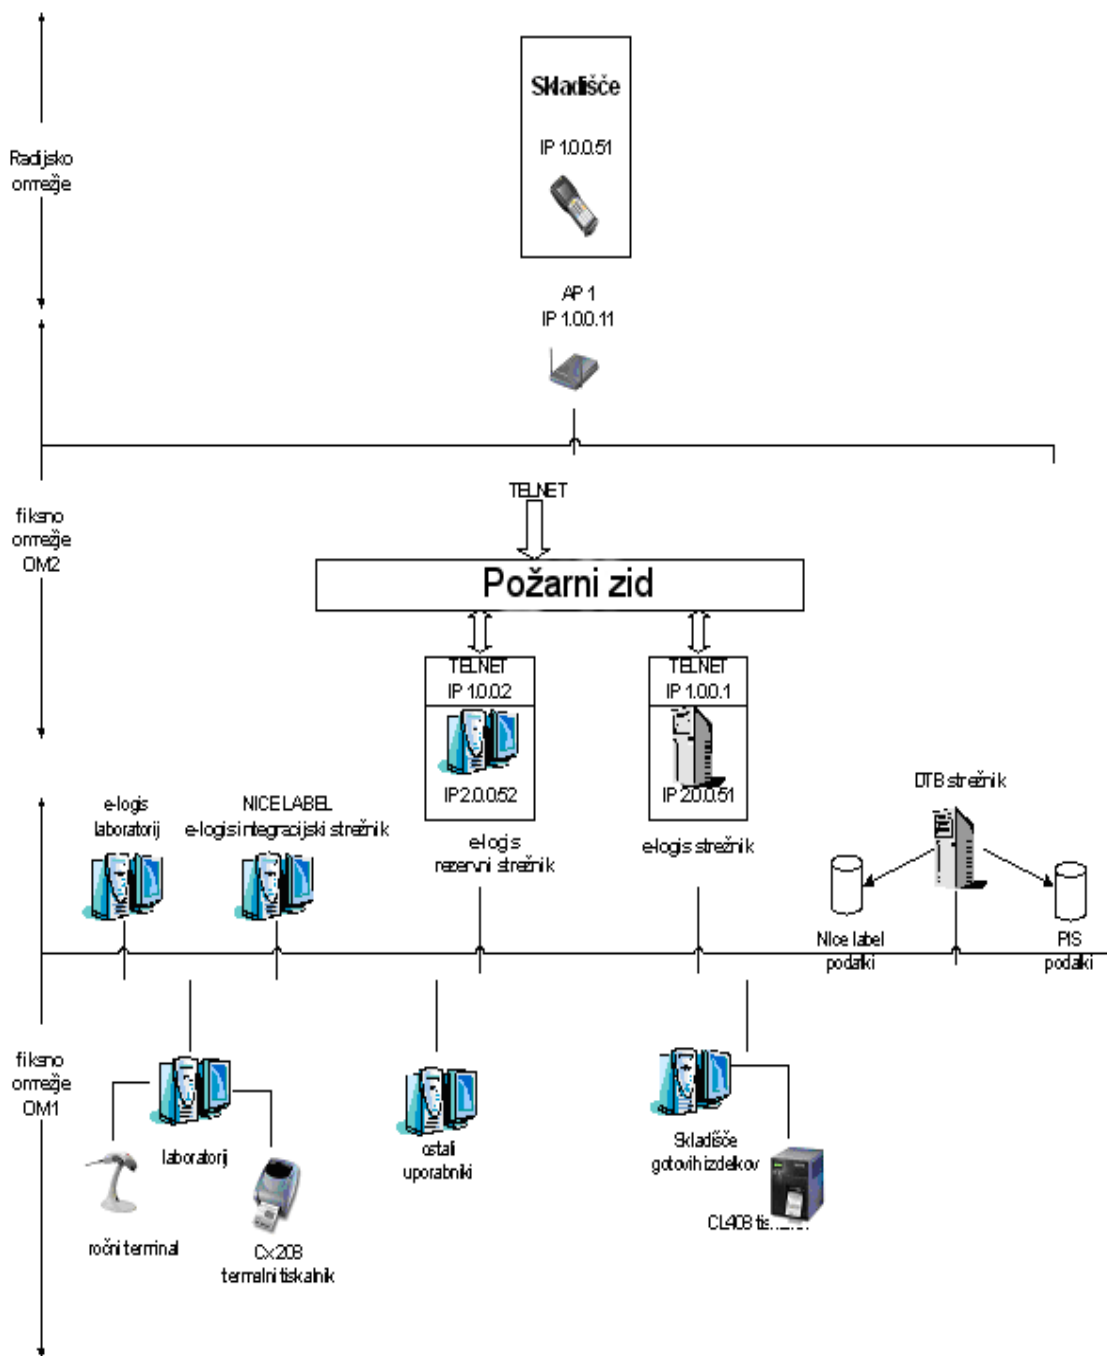 Skladišče
IP 1.0.0.51
Radijsko
omrežje
AP 1
IP 1.0.0.11
TELNET
fiksno
omrežje
OM2
Požarni zid
TELNET
IP 1.0.0.2
TELNET
IP 1.0.0.1
IP 2.0.0.52
IP 2.0.0.51
e-logis
rezervni strežnik
e-logis strežnik
e-logis
laboratorij
NICE LABEL
e-logis integracijski strežnik
DTB strežnik
Nice label
podatki
PIS
podatki
fiksno
omrežje
OM1
laboratorij
ročni terminal
Cx208
termalni tiskalnik
ostali
uporabniki
Skladišče
gotovih izdelkov
CL408